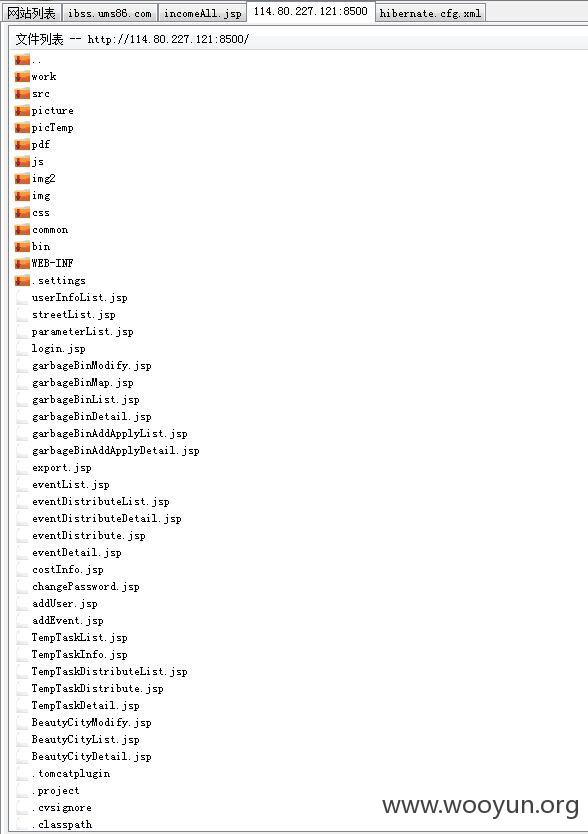 网站列表 ibss.ums86.com incomeAll.jsp 114.80.227.121:8500 hibernate.cfg.xml
文件列表 -- http://114.80.227.121:8500/
..
work
src
picture
picTemp
pdf
js
img2
img
css
common
bin
WEB-INF
.settings
userInfoList.jsp
streetList.jsp
parameterList.jsp
login.jsp
garbageBinModify.jsp
garbageBinMap.jsp
garbageBinList.jsp
garbageBinDetail.jsp
garbageBinAddApplyList.jsp
garbageBinAddApplyDetail.jsp
export.jsp
eventList.jsp
eventDistributeList.jsp
eventDistributeDetail.jsp
eventDistribute.jsp
eventDetail.jsp
costInfo.jsp
changePassword.jsp
addUser.jsp
addEvent.jsp
TempTaskList.jsp
TempTaskInfo.jsp
TempTaskDistributeList.jsp
TempTaskDistribute.jsp
TempTaskDetail.jsp
BeautyCityModify.jsp
BeautyCityList.jsp
BeautyCityDetail.jsp
.tomcatplugin
.project
.cvsignore
.classpath
www.wooyun.org